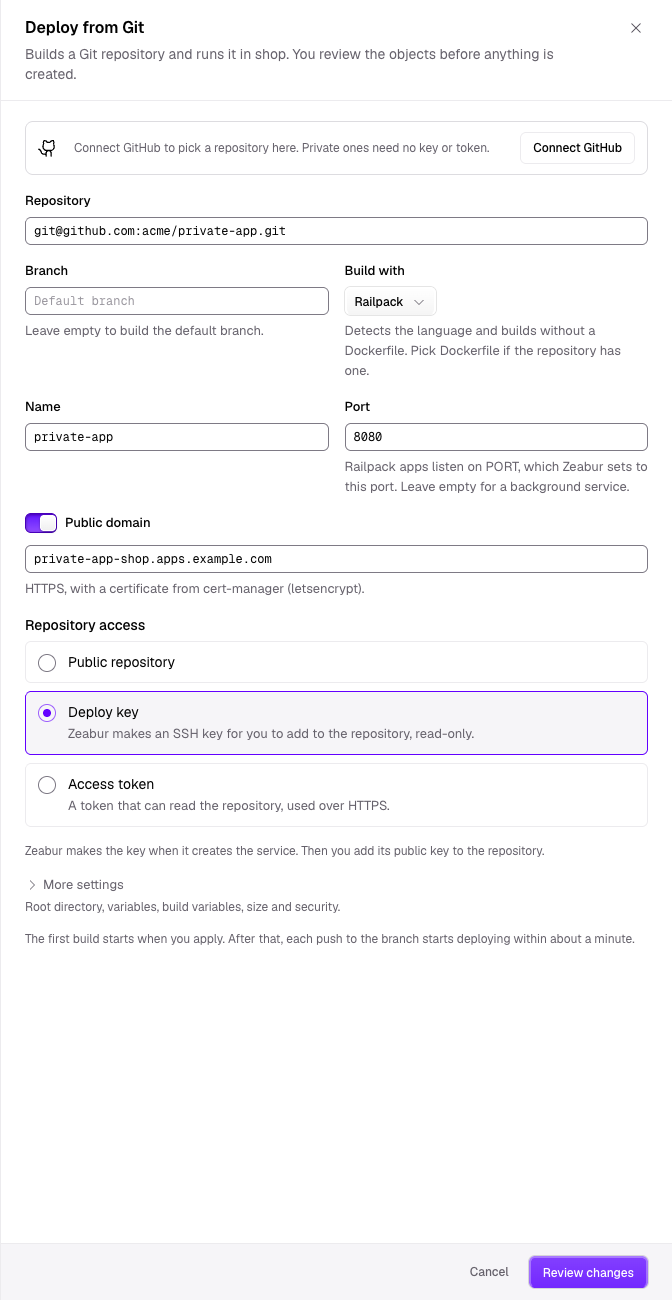 Deploy from Git
Builds a Git repository and runs it in shop. You review the objects before anything is
created.
Connect GitHub to pick a repository here. Private ones need no key or token.
Connect GitHub
Repository
git@github.com:acme/private-app.git
Branch
Build with
Default branch
Railpack
Leave empty to build the default branch.
Detects the language and builds without a
Dockerfile. Pick Dockerfile if the repository has
one.
Name
Port
private-app
8080
Railpack apps listen on PORT, which Zeabur sets to
this port. Leave empty for a background service.
Public domain
private-app-shop.apps.example.com
HTTPS, with a certificate from cert-manager (letsencrypt).
Repository access
Public repository
Deploy key
Zeabur makes an SSH key for you to add to the repository, read-only.
Access token
A token that can read the repository, used over HTTPS.
Zeabur makes the key when it creates the service. Then you add its public key to the repository.
More settings
Root directory, variables, build variables, size and security.
The first build starts when you apply. After that, each push to the branch starts deploying within about a minute.
Cancel
Review changes